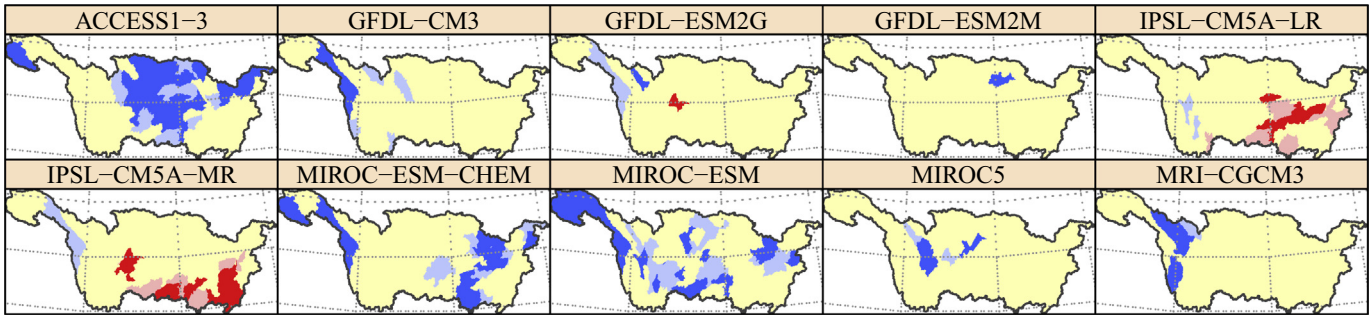 ACCESS1−3
GFDL−CM3
GFDL−ESM2G
GFDL−ESM2M
IPSL−CM5A−LR
IPSL−CM5A−MR
MIROC−ESM−CHEM
MIROC−ESM
MIROC5
MRI−CGCM3